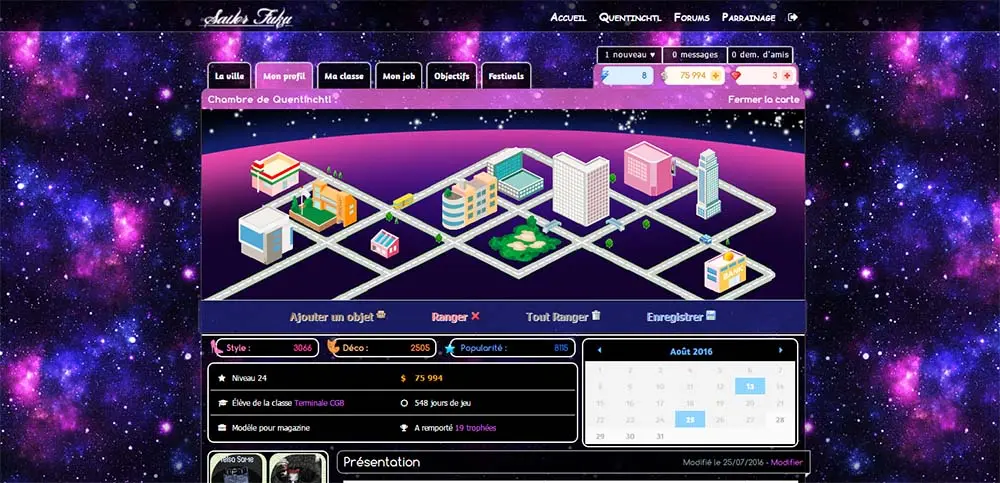 Sailor Fuku
Accueil Quentinchtl Forums Parrainage
1 nouveau ♥ 0 messages 0 dem. d'amis
La ville Mon profil Ma classe Mon job Objectifs Festivals
8 75 994 3
Chambre de Quentinchtl : Fermer la carte
BANK
Ajouter un objet Ranger Tout Ranger Enregistrer
Style : 3066 Déco : 2505 Popularité : 8115
Août 2016
1 2 3 4 5 6 7
8 9 10 11 12 13 14
15 16 17 18 19 20 21
22 23 24 25 26 27 28
29 30 31
Niveau 24 $ 75 994
Élève de la classe Terminale CGB 548 jours de jeu
Modèle pour magazine A remporté 19 trophées
Présentation Modifié le 25/07/2016 - Modifier